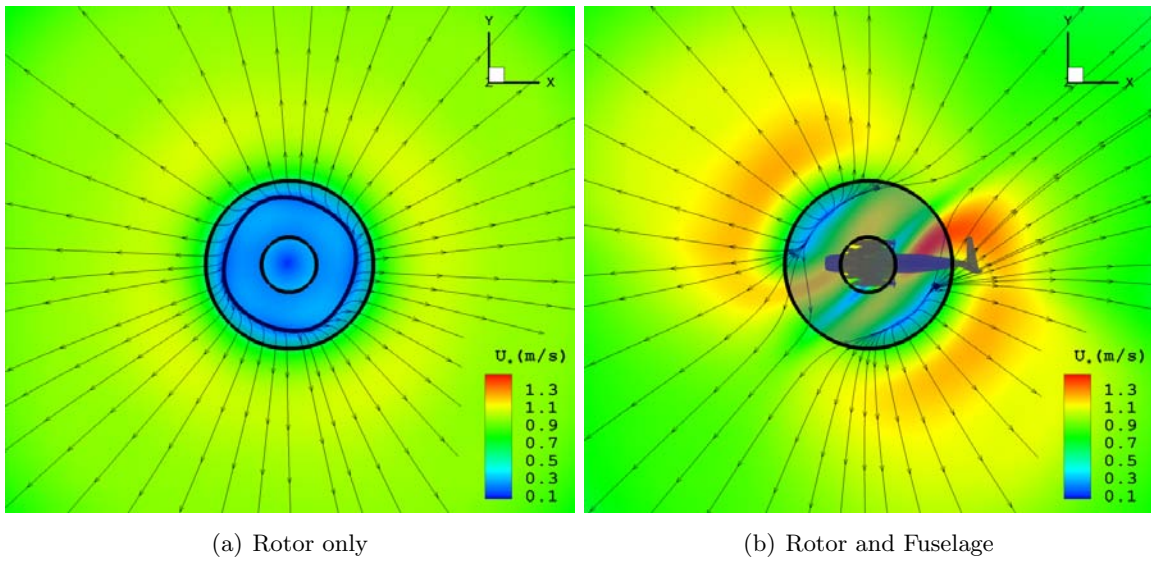 Y
Z
X
U*(m/s)
1.3
1.1
0.9
0.7
0.5
0.3
0.1
Y
Z
X
U*(m/s)
1.3
1.1
0.9
0.7
0.5
0.3
0.1
(a) Rotor only
(b) Rotor and Fuselage